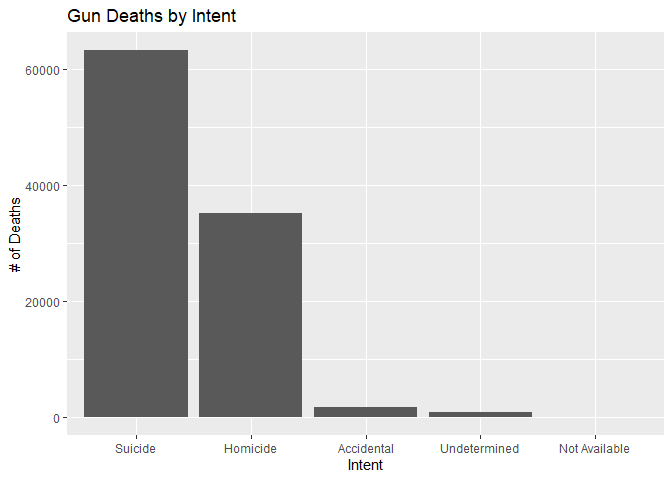 Gun Deaths by Intent
60000
40000
20000
0
# of Deaths
Suicide Homicide Accidental Undetermined Not Available
Intent